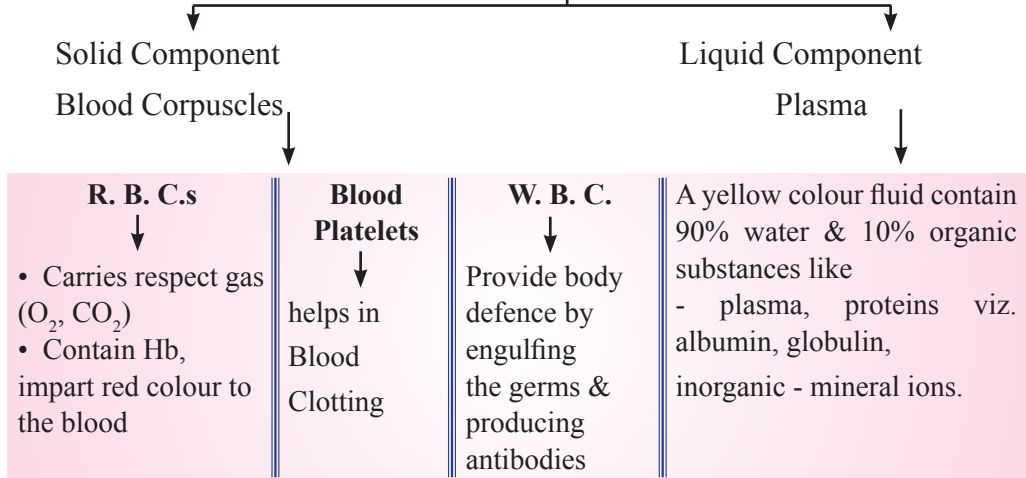 Solid Component
Blood Corpuscles
Liquid Component
Plasma
R. B. C.s
• Carries respect gas
(O₂, CO₂)
• Contain Hb,
impart red colour to
the blood
Blood
Platelets
helps in
Blood
Clotting
W. B. C.
Provide body
defence by
engulfing
the germs &
producing
antibodies
A yellow colour fluid contain
90% water & 10% organic
substances like
- plasma, proteins viz.
albumin, globulin,
inorganic - mineral ions.